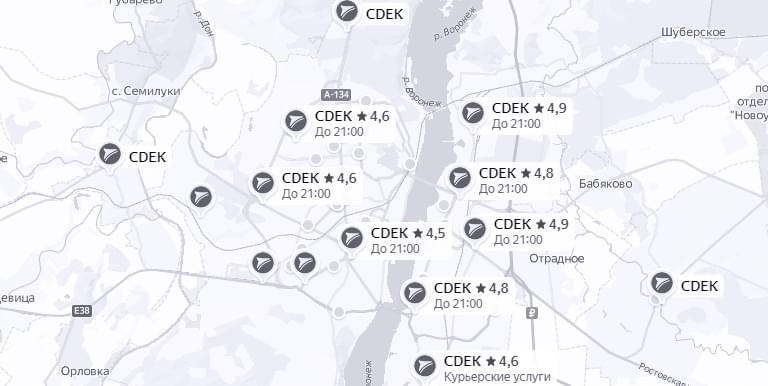 Губарево
CDEK
р. Дон
р. Воронеж
Шуберское
с. Семилуки
А-134
р. Воронеж
CDEK ★ 4,6
До 21:00
CDEK ★ 4,9
До 21:00
по
отдел
"Новоу
е
CDEK
CDEK ★ 4,6
До 21:00
CDEK ★ 4,8
До 21:00
Бабяково
CDEK ★ 4,5
До 21:00
CDEK ★ 4,9
До 21:00
Отрадное
CDEK ★ 4,8
До 21:00
CDEK
девица
E38
₽
Орловка
CDEK ★ 4,6
Курьерские услуги
Ростовская
ронеж